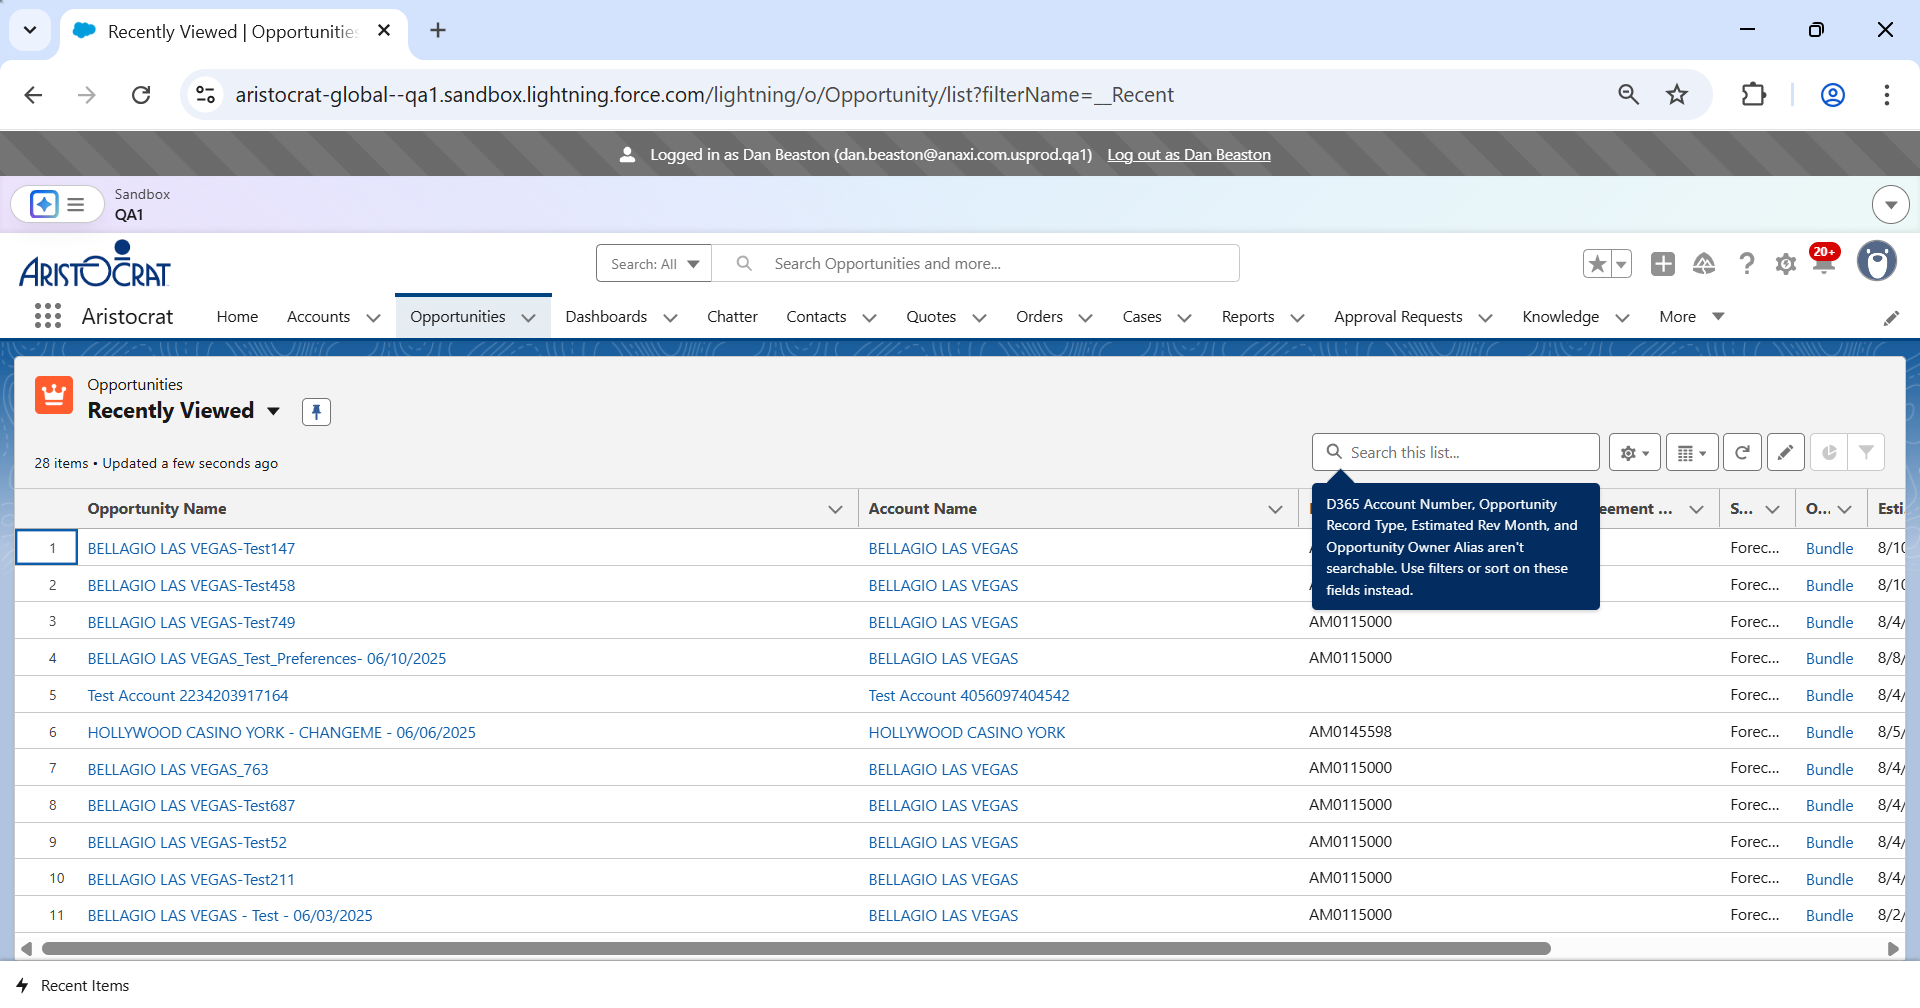 Recently Viewed | Opportunities
aristocrat-global--qa1.sandbox.lightning.force.com/lightning/o/Opportunity/list?filterName=__Recent
Logged in as Dan Beaston (dan.beaston@anaxi.com.usprod.qa1) Log out as Dan Beaston
Sandbox
QA1
ARISTOCRAT
Search: All
Search Opportunities and more...
20+
Aristocrat Home Accounts Opportunities Dashboards Chatter Contacts Quotes Orders Cases Reports Approval Requests Knowledge More
Opportunities
Recently Viewed
28 items • Updated a few seconds ago
Search this list...
D365 Account Number, Opportunity
Record Type, Estimated Rev Month, and
Opportunity Owner Alias aren't
searchable. Use filters or sort on these
fields instead.
Opportunity Name Account Name eement ... S... O... Esti
1 BELLAGIO LAS VEGAS-Test147 BELLAGIO LAS VEGAS Forec... Bundle 8/10
2 BELLAGIO LAS VEGAS-Test458 BELLAGIO LAS VEGAS Forec... Bundle 8/10
3 BELLAGIO LAS VEGAS-Test749 BELLAGIO LAS VEGAS AM0115000 Forec... Bundle 8/4/
4 BELLAGIO LAS VEGAS_Test_Preferences- 06/10/2025 BELLAGIO LAS VEGAS AM0115000 Forec... Bundle 8/8/
5 Test Account 2234203917164 Test Account 4056097404542 Forec... Bundle 8/4/
6 HOLLYWOOD CASINO YORK - CHANGEME - 06/06/2025 HOLLYWOOD CASINO YORK AM0145598 Forec... Bundle 8/5/
7 BELLAGIO LAS VEGAS_763 BELLAGIO LAS VEGAS AM0115000 Forec... Bundle 8/4/
8 BELLAGIO LAS VEGAS-Test687 BELLAGIO LAS VEGAS AM0115000 Forec... Bundle 8/4/
9 BELLAGIO LAS VEGAS-Test52 BELLAGIO LAS VEGAS AM0115000 Forec... Bundle 8/4/
10 BELLAGIO LAS VEGAS-Test211 BELLAGIO LAS VEGAS AM0115000 Forec... Bundle 8/4/
11 BELLAGIO LAS VEGAS - Test - 06/03/2025 BELLAGIO LAS VEGAS AM0115000 Forec... Bundle 8/2/
Recent Items